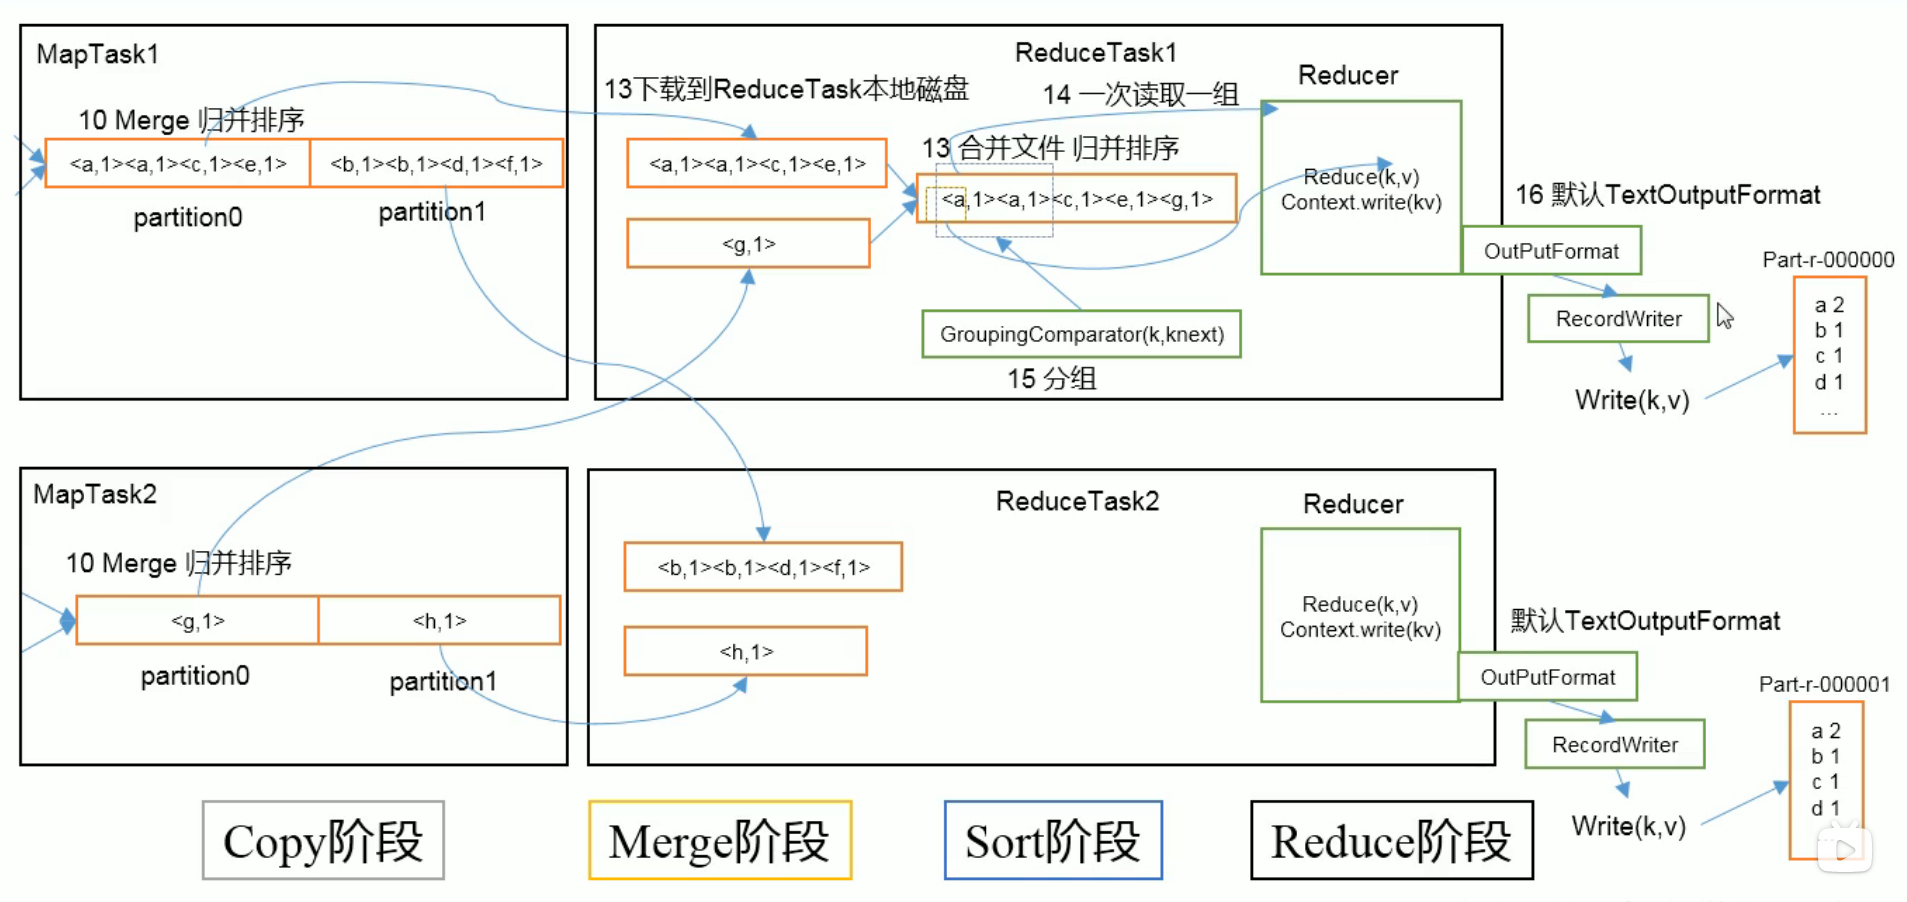 MapTask1
10 Merge 归并排序
<a,1><a,1><c,1><e,1>
<b,1><b,1><d,1><f,1>
partition0
partition1
ReduceTask1
13下载到ReduceTask本地磁盘
14 一次读取一组
Reducer
<a,1><a,1><c,1><e,1>
13 合并文件 归并排序
<a,1><a,1><c,1><e,1><g,1>
<g,1>
Reduce(k,v)
Context.write(kv)
GroupingComparator(k,knext)
15 分组
16 默认TextOutputFormat
OutPutFormat
RecordWriter
Write(k,v)
Part-r-000000
a 2
b 1
c 1
d 1
...
MapTask2
10 Merge 归并排序
<g,1>
<h,1>
partition0
partition1
ReduceTask2
Reducer
<b,1><b,1><d,1><f,1>
<h,1>
Reduce(k,v)
Context.write(kv)
默认TextOutputFormat
OutPutFormat
RecordWriter
Write(k,v)
Part-r-000001
a 2
b 1
c 1
d 1
Copy阶段
Merge阶段
Sort阶段
Reduce阶段